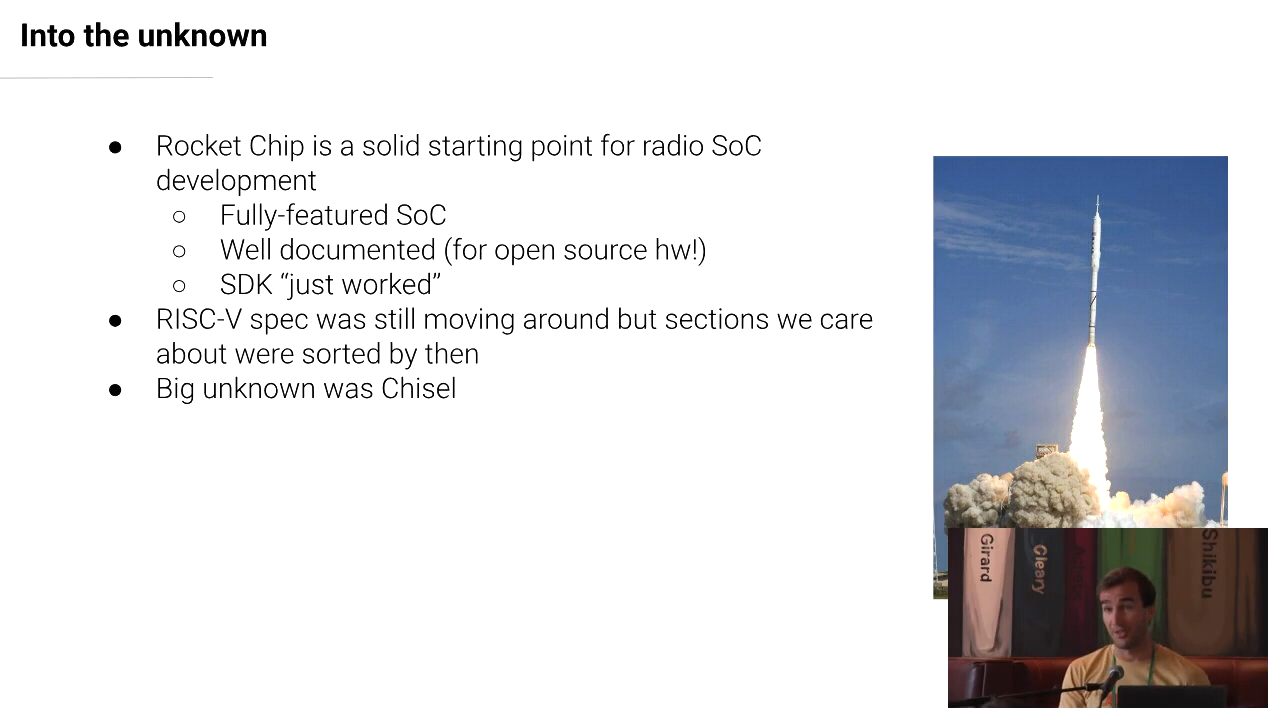 Into the unknown
● Rocket Chip is a solid starting point for radio SoC
development
○ Fully-featured SoC
○ Well documented (for open source hw!)
○ SDK “just worked”
● RISC-V spec was still moving around but sections we care
about were sorted by then
● Big unknown was Chisel
Girard
Cleary
Shikibu